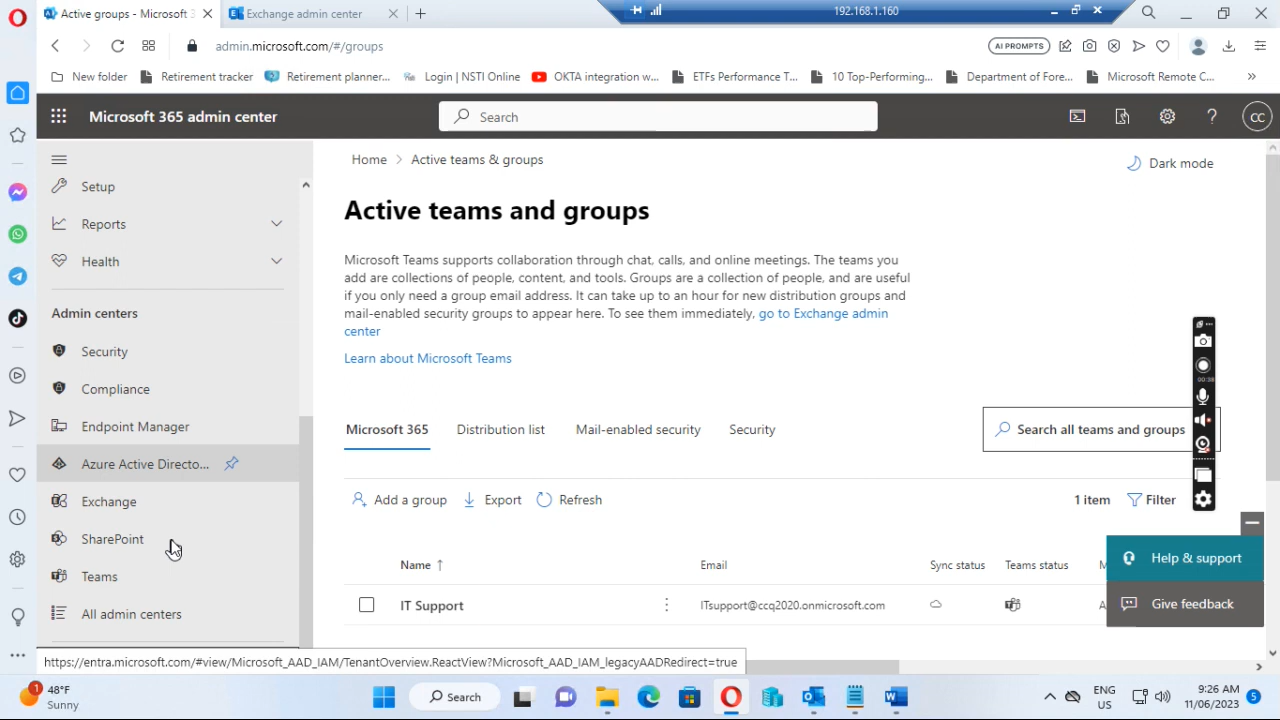 Active groups - Microsoft 3
Exchange admin center
192.168.1.160
admin.microsoft.com/#/groups
AI PROMPTS
New folder
Retirement tracker
Retirement planner...
Login | NSTI Online
OKTA integration w...
ETFs Performance T...
10 Top-Performing...
Department of Fore...
Microsoft Remote C...
Microsoft 365 admin center
Search
CC
Setup
Reports
Health
Admin centers
Security
Compliance
Endpoint Manager
Azure Active Directo...
Exchange
SharePoint
Teams
All admin centers
Home > Active teams & groups
Dark mode
Active teams and groups
Microsoft Teams supports collaboration through chat, calls, and online meetings. The teams you
add are collections of people, content, and tools. Groups are a collection of people, and are useful
if you only need a group email address. It can take up to an hour for new distribution groups and
mail-enabled security groups to appear here. To see them immediately, go to Exchange admin
center
Learn about Microsoft Teams
Microsoft 365
Distribution list
Mail-enabled security
Security
Search all teams and groups
00:38
Add a group
Export
Refresh
1 item
Filter
Name ↑
Email
Sync status
Teams status
IT Support
ITsupport@ccq2020.onmicrosoft.com
Help & support
Give feedback
https://entra.microsoft.com/#view/Microsoft_AAD_IAM/TenantOverview.ReactView?Microsoft_AAD_IAM_legacyAADRedirect=true
1
48°F
Sunny
Search
ENG
US
9:26 AM
11/06/2023
5